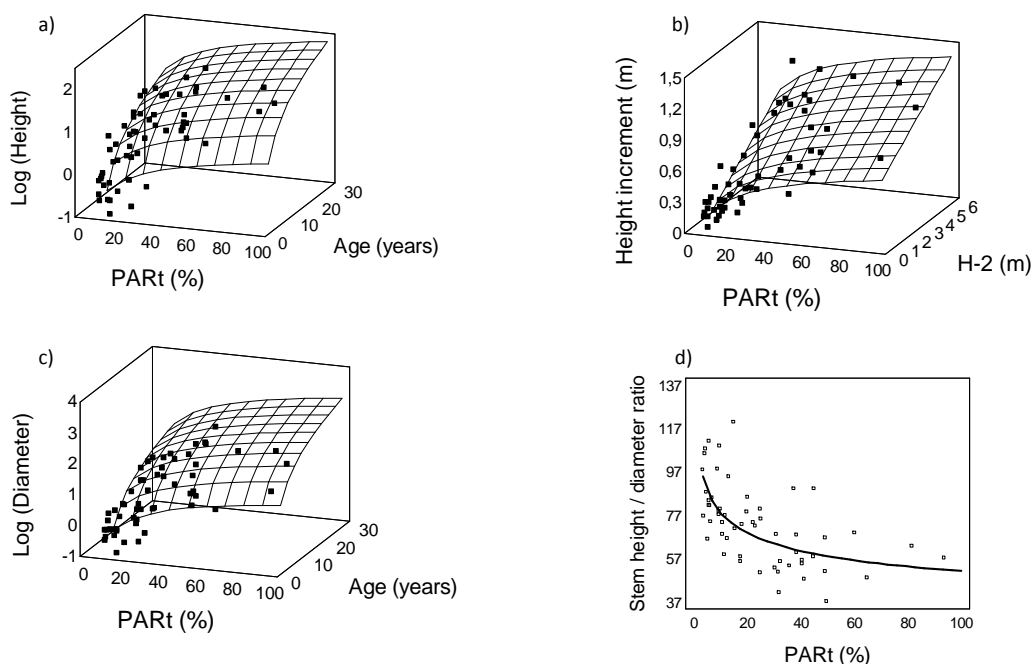 a)
Log (Height)
2
1
0
-1
0 20 40 60 80 100
PARt (%)
0 10 20 30
Age (years)
b)
Height increment (m)
1,5
1,2
0,9
0,6
0,3
0
0 20 40 60 80 100
PARt (%)
0 1 2 3 4 5 6
H-2 (m)
c)
Log (Diameter)
4
3
2
1
0
-1
0 20 40 60 80 100
PARt (%)
0 10 20 30
Age (years)
d)
Stem height / diameter ratio
137
117
97
77
57
37
0 20 40 60 80 100
PARt (%)